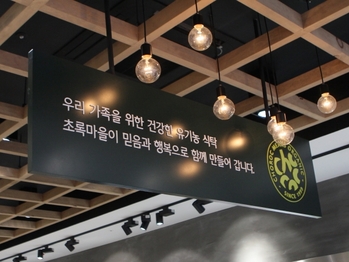 우리 가족을 위한 건강한 유기농 식탁
초록마을이 믿음과 행복으로 함께 만들어 갑니다.